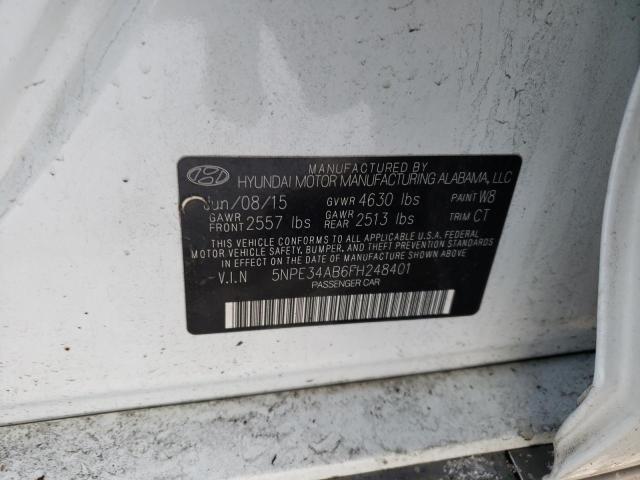 MANUFACTURED BY
HYUNDAI MOTOR MANUFACTURING ALABAMA, LLC
Jun/08/15 GVWR 4630 lbs PAINT W8
GAWR FRONT 2557 lbs GAWR REAR 2513 lbs TRIM CT
THIS VEHICLE CONFORMS TO ALL APPLICABLE U.S.A. FEDERAL
MOTOR VEHICLE SAFETY, BUMPER, AND THEFT PREVENTION STANDARDS
IN EFFECT ON THE DATE OF MANUFACTURE SHOWN ABOVE.
V.I.N 5NPE34AB6FH248401
PASSENGER CAR